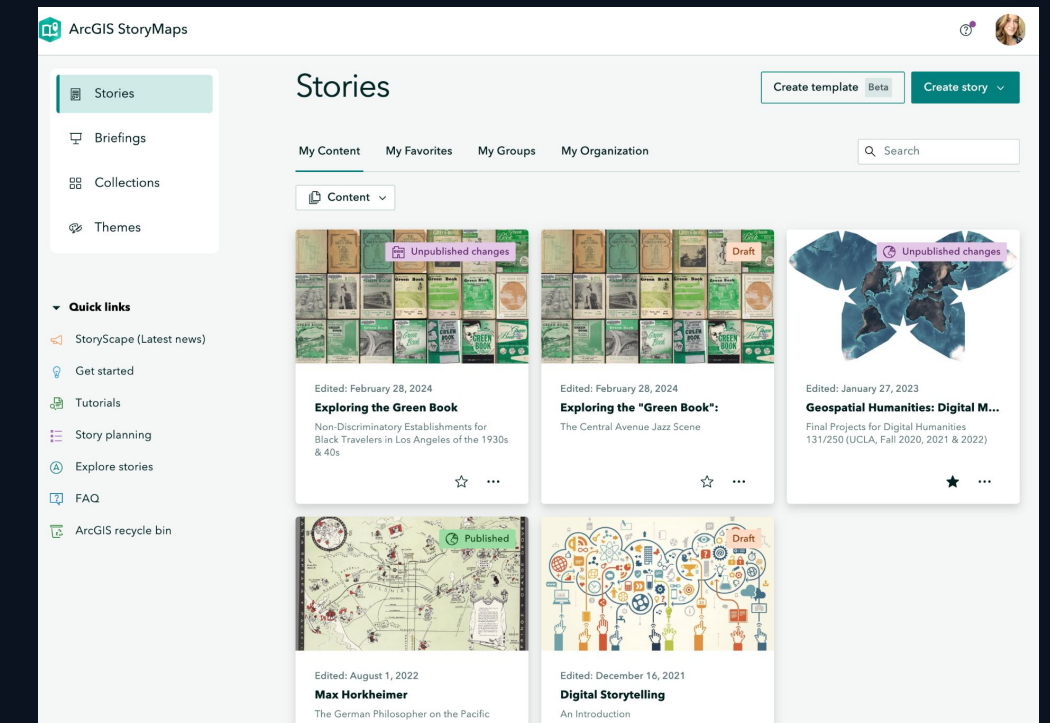 ArcGIS StoryMaps
Stories
Briefings
Collections
Themes
Quick links
StoryScape (Latest news)
Get started
Tutorials
Story planning
Explore stories
FAQ
ArcGIS recycle bin
Stories
Create template Beta
Create story
My Content My Favorites My Groups My Organization
Search
Content
Unpublished changes
Edited: February 28, 2024
Exploring the Green Book
Non-Discriminatory Establishments for
Black Travelers in Los Angeles of the 1930s
& 40s
Draft
Edited: February 28, 2024
Exploring the "Green Book":
The Central Avenue Jazz Scene
Unpublished changes
Edited: January 27, 2023
Geospatial Humanities: Digital M...
Final Projects for Digital Humanities
131/250 (UCLA, Fall 2020, 2021 & 2022)
Published
Edited: August 1, 2022
Max Horkheimer
The German Philosopher on the Pacific
Draft
Edited: December 16, 2021
Digital Storytelling
An Introduction